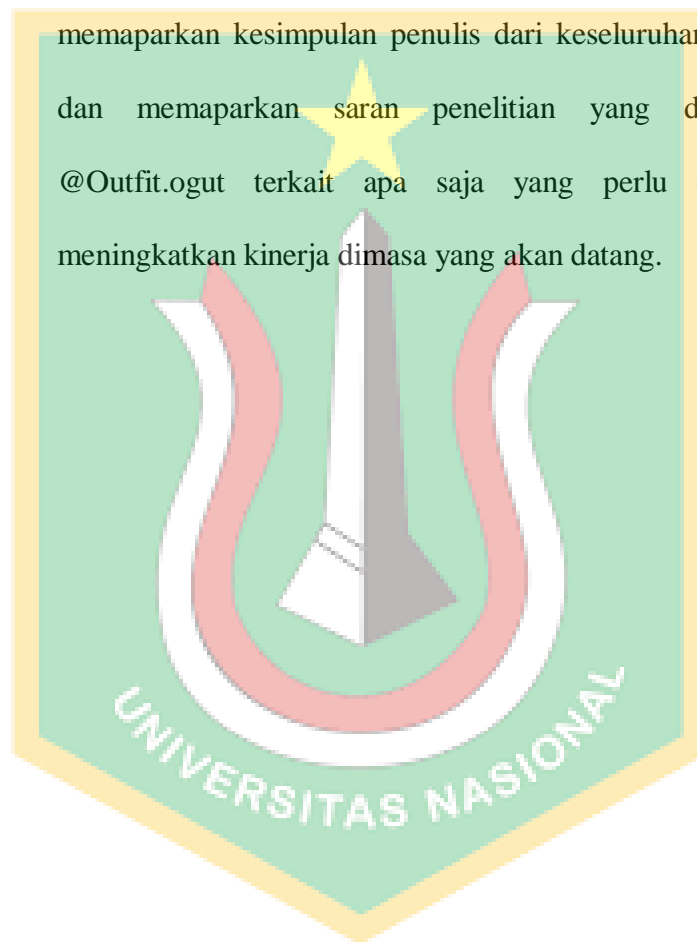 memaparkan kesimpulan penulis dari keseluruhan
dan memaparkan saran penelitian yang
@Outfit.ogut terkait apa saja yang perlu
meningkatkan kinerja dimasa yang akan datang.
UNIVERSITAS NASIONAL